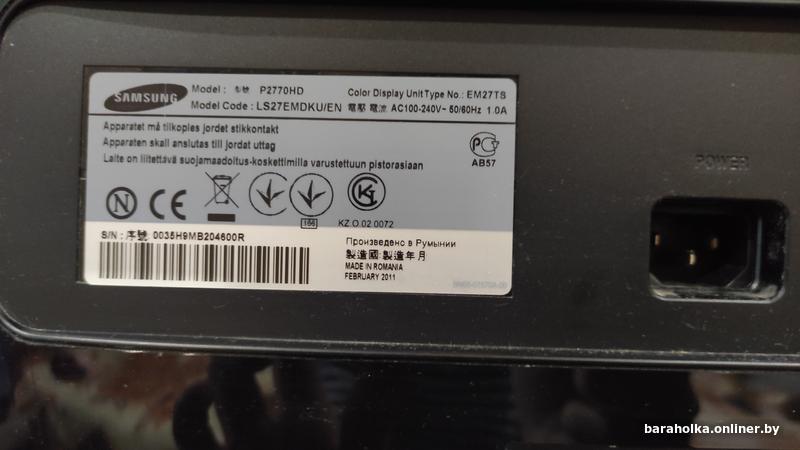 SAMSUNG
Model : 型號 P2770HD
Color Display Unit Type No.: EM27TS
Model Code : LS27EMDKU/EN 電壓 電流 AC100-240V~ 50/60Hz 1.0A
Apparatet må tilkoples jordet stikkontakt
Apparaten skall anslutas till jordat uttag
Laite on liitettävä suojamaadoitus-koskettimilla varustettuun pistorasiaan
AB57
166
KZ.O.02.0072
S/N : 序號 0035H9MB204600R
Произведено в Румынии
製造國:製造年月
MADE IN ROMANIA
FEBRUARY 2011
POWER
baraholka.onliner.by